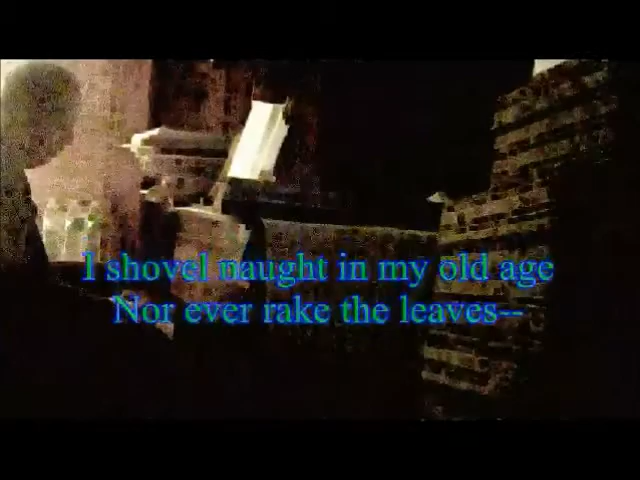 I shovel naught in my old age
Nor ever rake the leaves--